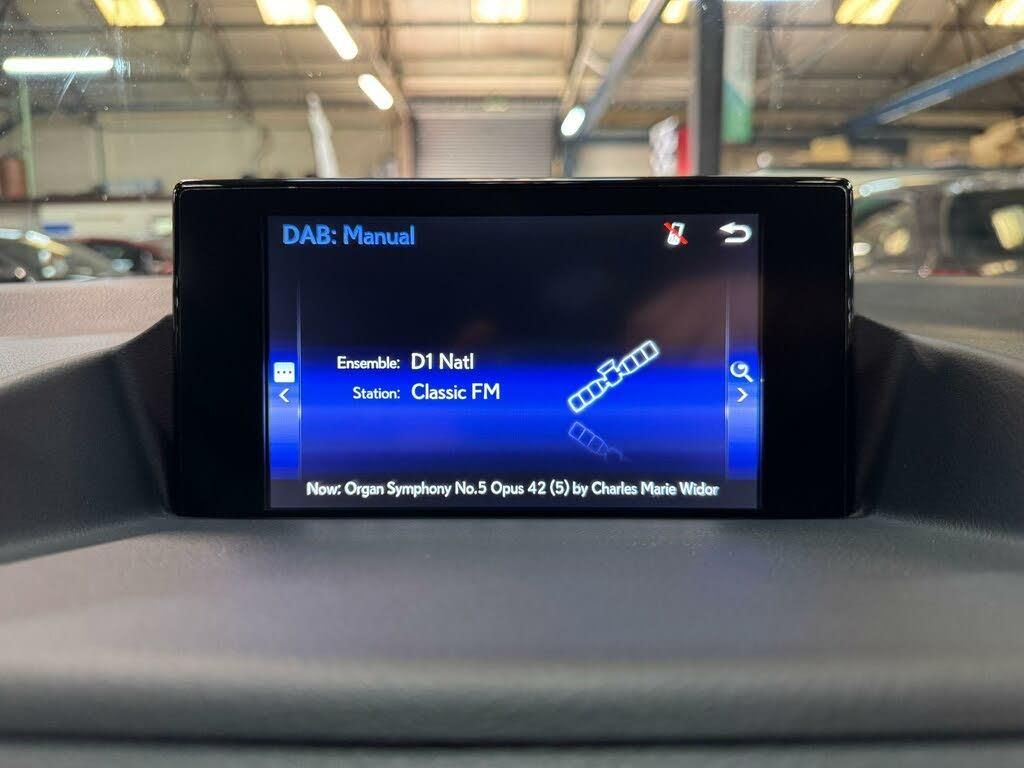 DAB: Manual
Ensemble: D1 Natl
Station: Classic FM
Now: Organ Symphony No.5 Opus 42 (5) by Charles Marie Widor